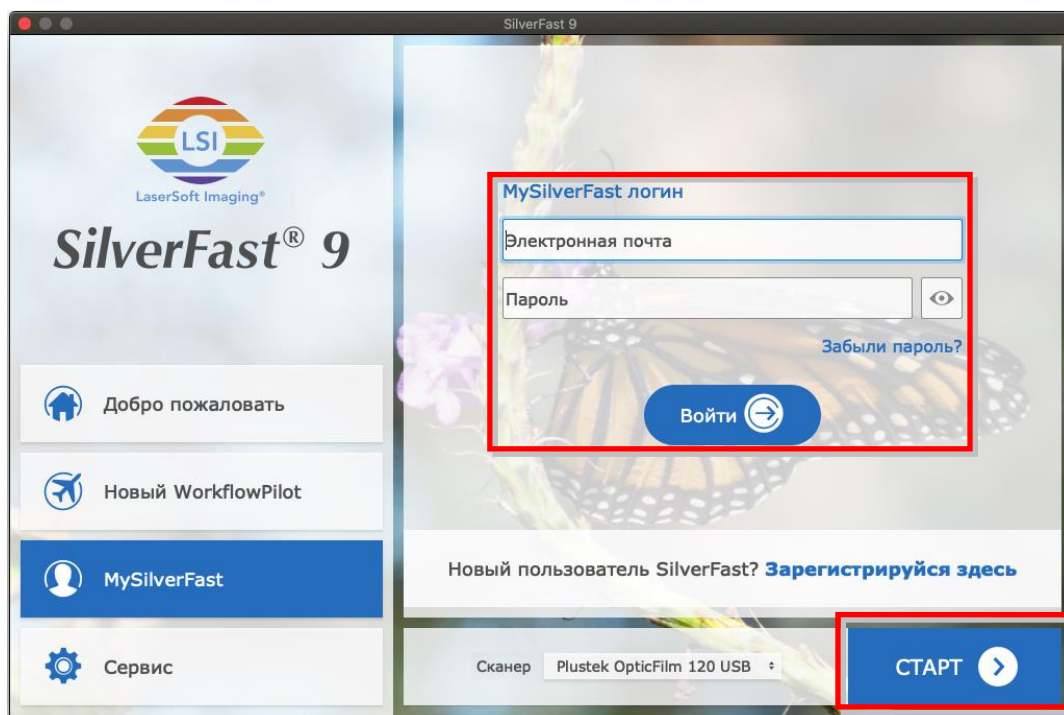 SilverFast 9
LSI
LaserSoft Imaging®
SilverFast® 9
Добро пожаловать
Новый WorkflowPilot
MySilverFast
Сервис
MySilverFast логин
Электронная почта
Пароль
Забыли пароль?
Войти
Новый пользователь SilverFast? Зарегистрируйся здесь
Сканер Plustek OpticFilm 120 USB
СТАРТ